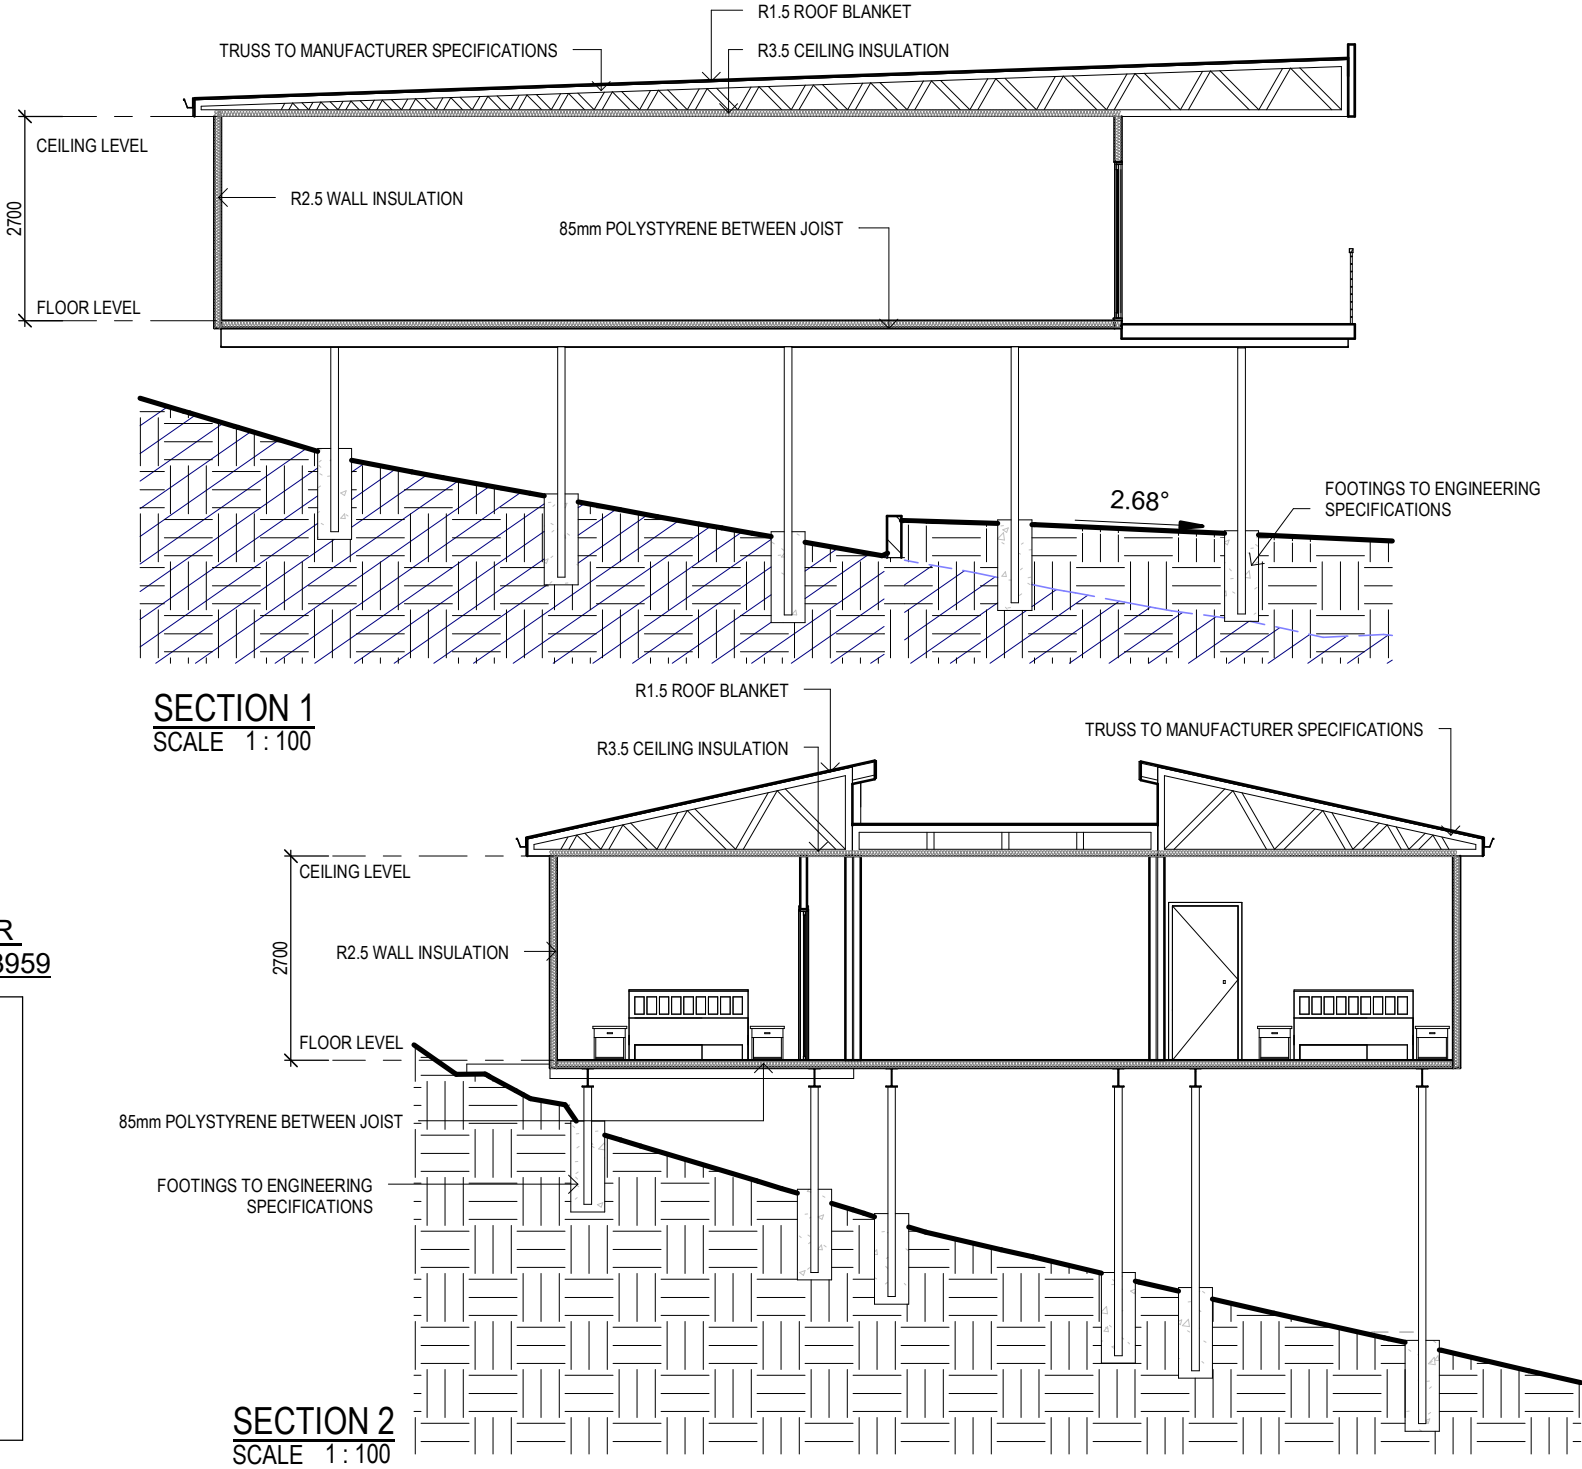 R1.5 ROOF BLANKET
TRUSS TO MANUFACTURER SPECIFICATIONS
R3.5 CEILING INSULATION
CEILING LEVEL
R2.5 WALL INSULATION
2700
85mm POLYSTYRENE BETWEEN JOIST
FLOOR LEVEL
2.68°
FOOTINGS TO ENGINEERING
SPECIFICATIONS
SECTION 1
SCALE 1 : 100
R1.5 ROOF BLANKET
R3.5 CEILING INSULATION
TRUSS TO MANUFACTURER SPECIFICATIONS
CEILING LEVEL
R
3959
2700
R2.5 WALL INSULATION
FLOOR LEVEL
85mm POLYSTYRENE BETWEEN JOIST
FOOTINGS TO ENGINEERING
SPECIFICATIONS
SECTION 2
SCALE 1 : 100